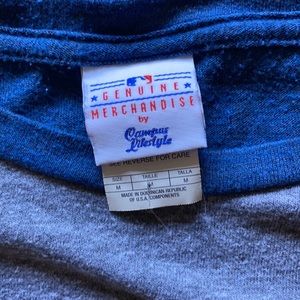 GENUINE
MERCHANDISE
by
Campus
Lifestyle
SEE REVERSE FOR CARE
SIZE TAILLE TALLA
M M M
MADE IN DOMINICAN REPUBLIC
OF U.S.A. COMPONENTS